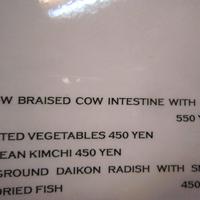 W BRAISED COW INTESTINE WITH
550 Y
TED VEGETABLES 450 YEN
EAN KIMCHI 450 YEN
GROUND DAIKON RADISH WITH S
DRIED FISH 450